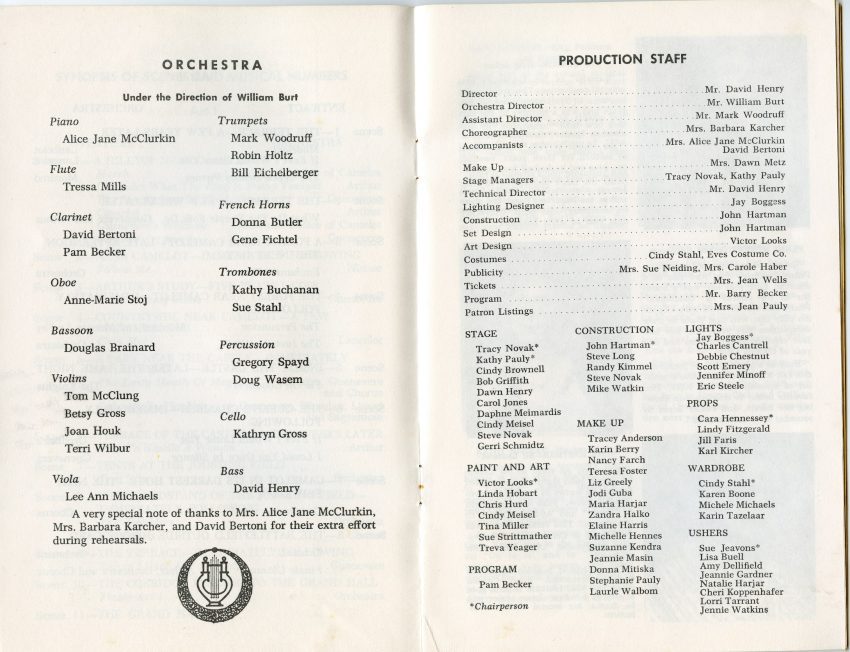 ORCHESTRA
Under the Direction of William Burt
Piano
Alice Jane McClurkin
Flute
Tressa Mills
Clarinet
David Bertoni
Pam Becker
Oboe
Anne-Marie Stoj
Bassoon
Douglas Brainard
Violins
Tom McClung
Betsy Gross
Joan Houk
Terri Wilbur
Viola
Lee Ann Michaels
Trumpets
Mark Woodruff
Robin Holtz
Bill Eichelberger
French Horns
Donna Butler
Gene Fichtel
Trombones
Kathy Buchanan
Sue Stahl
Percussion
Gregory Spayd
Doug Wasem
Cello
Kathryn Gross
Bass
David Henry
A very special note of thanks to Mrs. Alice Jane McClurkin,
Mrs. Barbara Karcher, and David Bertoni for their extra effort
during rehearsals.
PRODUCTION STAFF
Director Mr. David Henry
Orchestra Director Mr. William Burt
Assistant Director Mr. Mark Woodruff
Choreographer Mrs. Barbara Karcher
Accompanists Mrs. Alice Jane McClurkin
David Bertoni
Make Up Mrs. Dawn Metz
Stage Managers Tracy Novak, Kathy Pauly
Technical Director Mr. David Henry
Lighting Designer Jay Boggess
Construction John Hartman
Set Design John Hartman
Art Design Victor Looks
Costumes Cindy Stahl, Eves Costume Co.
Publicity Mrs. Sue Neiding, Mrs. Carole Haber
Tickets Mrs. Jean Wells
Program Mr. Barry Becker
Patron Listings Mrs. Jean Pauly
STAGE
Tracy Novak*
Kathy Pauly*
Cindy Brownell
Bob Griffith
Dawn Henry
Carol Jones
Daphne Meimardis
Cindy Meisel
Steve Novak
Gerri Schmidtz
PAINT AND ART
Victor Looks*
Linda Hobart
Chris Hurd
Cindy Meisel
Tina Miller
Sue Strittmather
Treva Yeager
PROGRAM
Pam Becker
*Chairperson
CONSTRUCTION
John Hartman*
Steve Long
Randy Kimmel
Steve Novak
Mike Watkin
MAKE UP
Tracey Anderson
Karin Berry
Nancy Farch
Teresa Foster
Liz Greely
Jodi Guba
Maria Harjar
Zandra Halko
Elaine Harris
Michelle Hennes
Suzanne Kendra
Jeannie Masin
Donna Mitiska
Stephanie Pauly
Laurle Walbom
LIGHTS
Jay Boggess*
Charles Cantrell
Debbie Chestnut
Scott Emery
Jennifer Minoff
Eric Steele
PROPS
Cara Hennessey*
Lindy Fitzgerald
Jill Faris
Karl Kircher
WARDROBE
Cindy Stahl*
Karen Boone
Michele Michaels
Karin Tazelaar
USHERS
Sue Jeavons*
Lisa Buell
Amy Dellifield
Jeannie Gardner
Natalie Harjar
Cheri Koppenhafer
Lorri Tarrant
Jennie Watkins